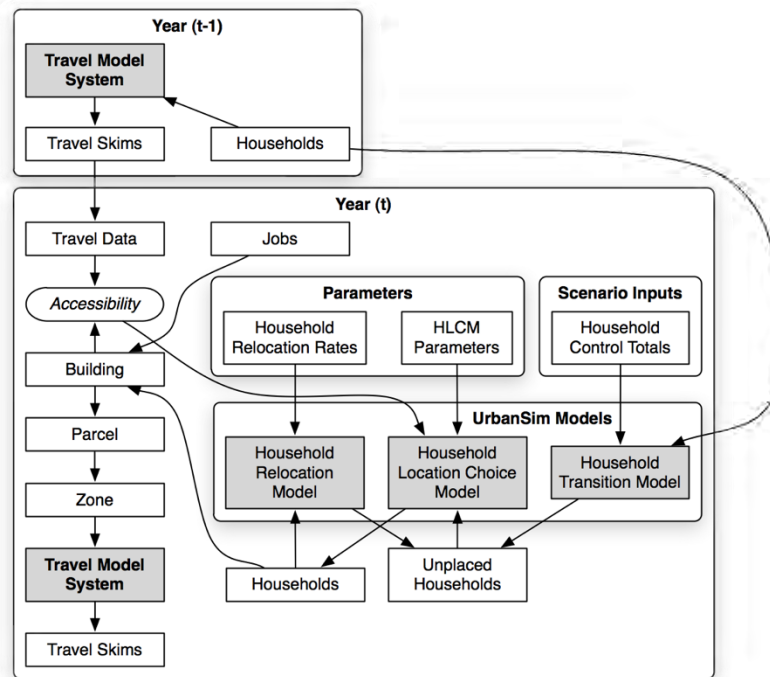 Year (t-1)
Travel Model
System
Travel Skims
Households
Year (t)
Travel Data
Jobs
Accessibility
Parameters
Scenario Inputs
Household
Relocation Rates
HLCM
Parameters
Household
Control Totals
Building
Parcel
UrbanSim Models
Household
Relocation
Model
Household
Location Choice
Model
Household
Transition Model
Zone
Travel Model
System
Households
Unplaced
Households
Travel Skims